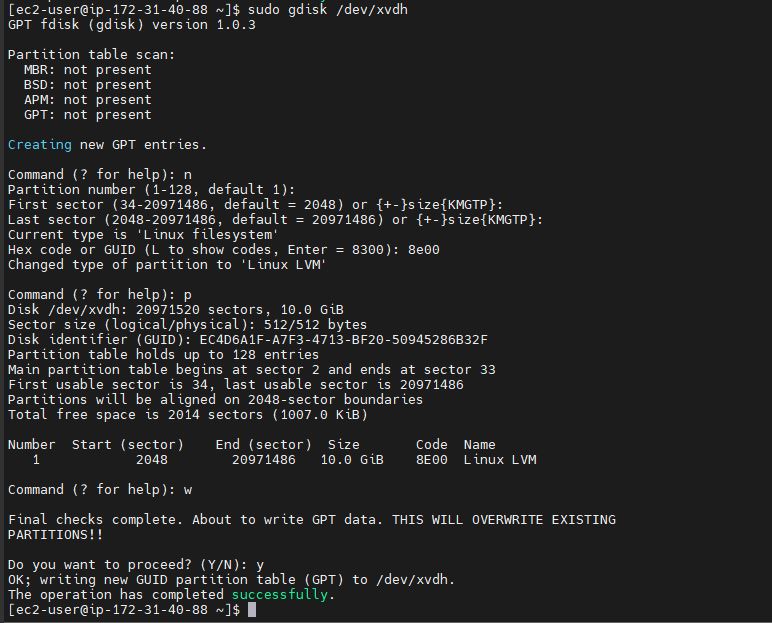 [ec2-user@ip-172-31-40-88 ~]$ sudo gdisk /dev/xvdh
GPT fdisk (gdisk) version 1.0.3
Partition table scan:
  MBR: not present
  BSD: not present
  APM: not present
  GPT: not present
Creating new GPT entries.
Command (? for help): n
Partition number (1-128, default 1):
First sector (34-20971486, default = 2048) or {+-}size{KMGTP}:
Last sector (2048-20971486, default = 20971486) or {+-}size{KMGTP}:
Current type is 'Linux filesystem'
Hex code or GUID (L to show codes, Enter = 8300): 8e00
Changed type of partition to 'Linux LVM'
Command (? for help): p
Disk /dev/xvdh: 20971520 sectors, 10.0 GiB
Sector size (logical/physical): 512/512 bytes
Disk identifier (GUID): EC4D6A1F-A7F3-4713-BF20-50945286B32F
Partition table holds up to 128 entries
Main partition table begins at sector 2 and ends at sector 33
First usable sector is 34, last usable sector is 20971486
Partitions will be aligned on 2048-sector boundaries
Total free space is 2014 sectors (1007.0 KiB)
Number  Start (sector)    End (sector)  Size       Code  Name
   1            2048        20971486   10.0 GiB    8E00  Linux LVM
Command (? for help): w
Final checks complete. About to write GPT data. THIS WILL OVERWRITE EXISTING
PARTITIONS!!
Do you want to proceed? (Y/N): y
OK; writing new GUID partition table (GPT) to /dev/xvdh.
The operation has completed successfully.
[ec2-user@ip-172-31-40-88 ~]$